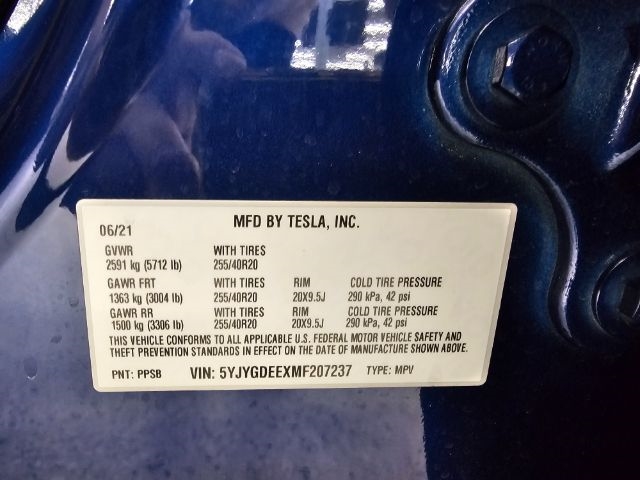 06/21 MFD BY TESLA, INC.
GVWR WITH TIRES
2591 kg (5712 lb) 255/40R20
GAWR FRT WITH TIRES RIM COLD TIRE PRESSURE
1363 kg (3004 lb) 255/40R20 20X9.5J 290 kPa, 42 psi
GAWR RR WITH TIRES RIM COLD TIRE PRESSURE
1500 kg (3306 lb) 255/40R20 20X9.5J 290 kPa, 42 psi
THIS VEHICLE CONFORMS TO ALL APPLICABLE U.S. FEDERAL MOTOR VEHICLE SAFETY AND
THEFT PREVENTION STANDARDS IN EFFECT ON THE DATE OF MANUFACTURE SHOWN ABOVE.
PNT: PPSB VIN: 5YJYGDEEXMF207237 TYPE: MPV